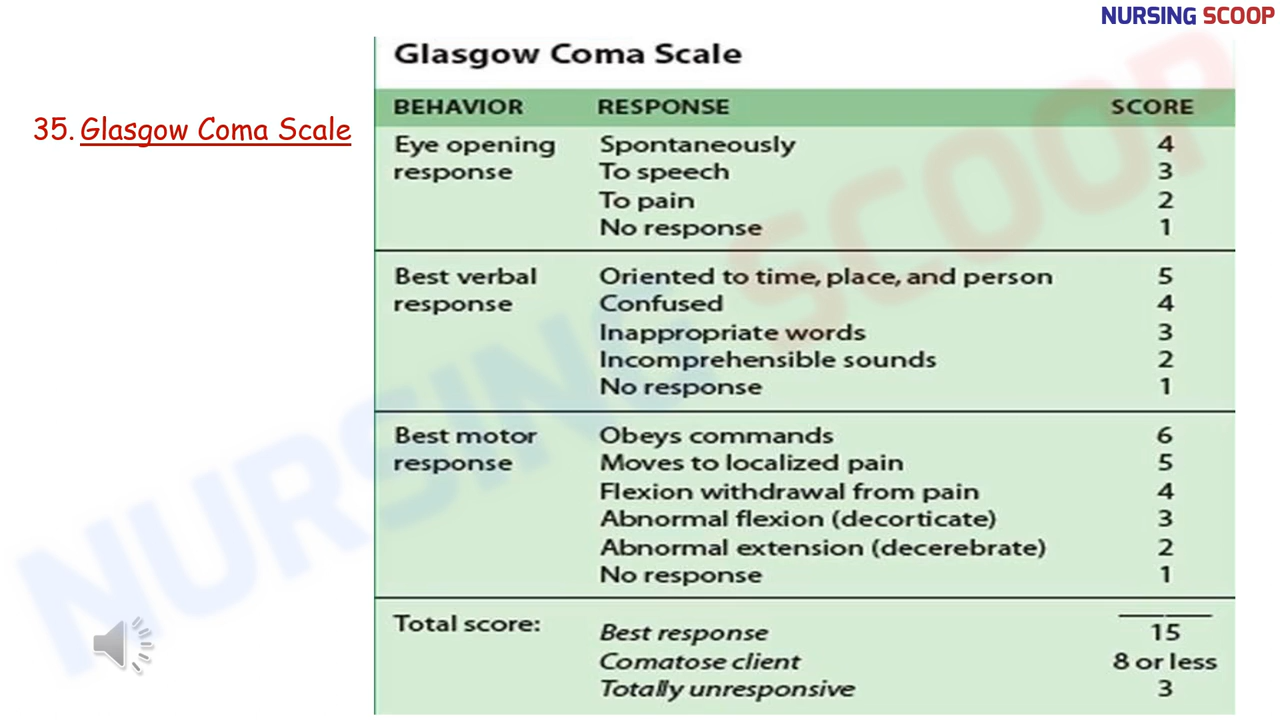 NURSING SCOOP
35. Glasgow Coma Scale
Glasgow Coma Scale
BEHAVIOR RESPONSE SCORE
Eye opening Spontaneously 4
response To speech 3
To pain 2
No response 1
Best verbal Oriented to time, place, and person 5
response Confused 4
Inappropriate words 3
Incomprehensible sounds 2
No response 1
Best motor Obeys commands 6
response Moves to localized pain 5
Flexion withdrawal from pain 4
Abnormal flexion (decorticate) 3
Abnormal extension (decerebrate) 2
No response 1
Total score: Best response 15
Comatose client 8 or less
Totally unresponsive 3
NURSING SCOOP